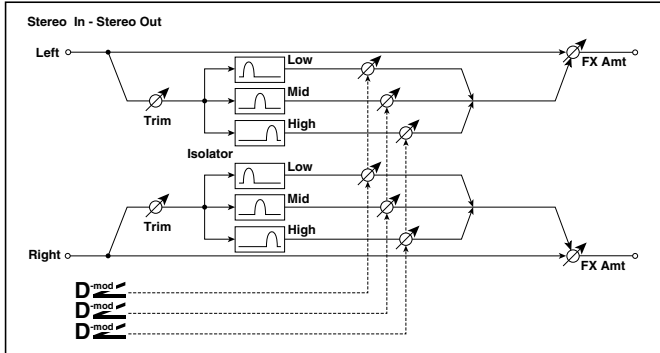 Stereo In - Stereo Out
Left
Low
FX Amt
Mid
Trim
High
Isolator
Low
Mid
Trim
High
Right
FX Amt
D-mod
D-mod
D-mod